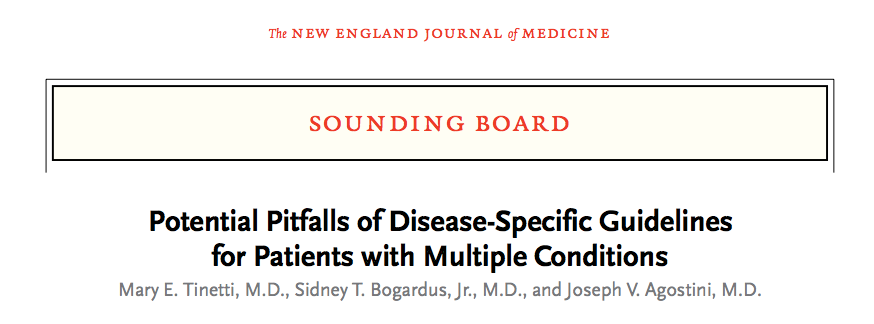 The NEW ENGLAND JOURNAL of MEDICINE
SOUNDING BOARD
Potential Pitfalls of Disease-Specific Guidelines
for Patients with Multiple Conditions
Mary E. Tinetti, M.D., Sidney T. Bogardus, Jr., M.D., and Joseph V. Agostini, M.D.